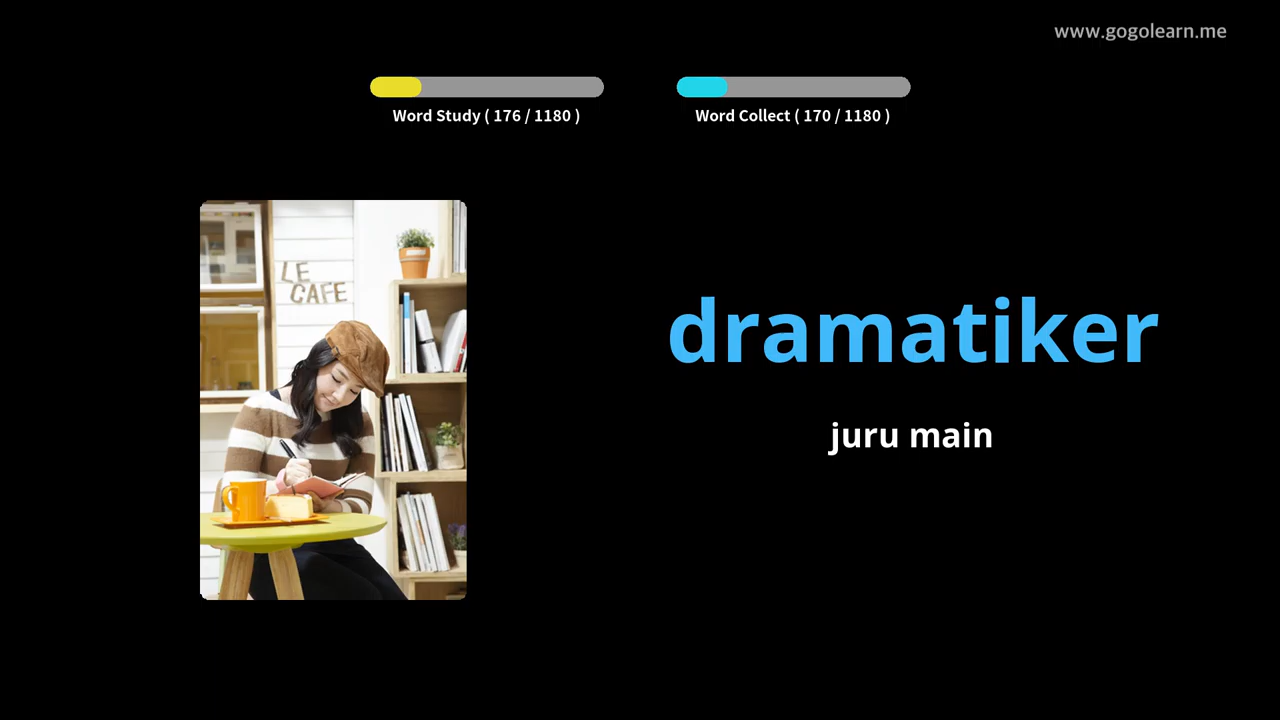 www.gogolearn.me
Word Study ( 176 / 1180 )
Word Collect ( 170 / 1180 )
LE
CAFE
dramatiker
juru main